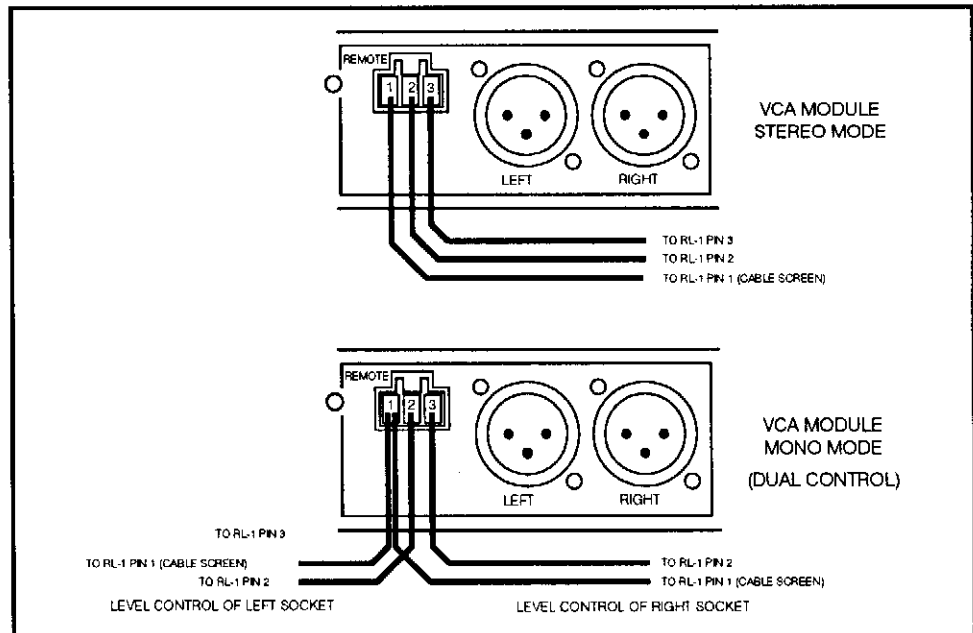 REMOTE
1 2 3
LEFT RIGHT
VCA MODULE
STEREO MODE
TO RL-1 PIN 3
TO RL-1 PIN 2
TO RL-1 PIN 1 (CABLE SCREEN)
REMOTE
1 2 3
LEFT RIGHT
VCA MODULE
MONO MODE
(DUAL CONTROL)
TO RL-1 PIN 3
TO RL-1 PIN 1 (CABLE SCREEN)
TO RL-1 PIN 2
LEVEL CONTROL OF LEFT SOCKET
TO RL-1 PIN 2
TO RL-1 PIN 1 (CABLE SCREEN)
LEVEL CONTROL OF RIGHT SOCKET